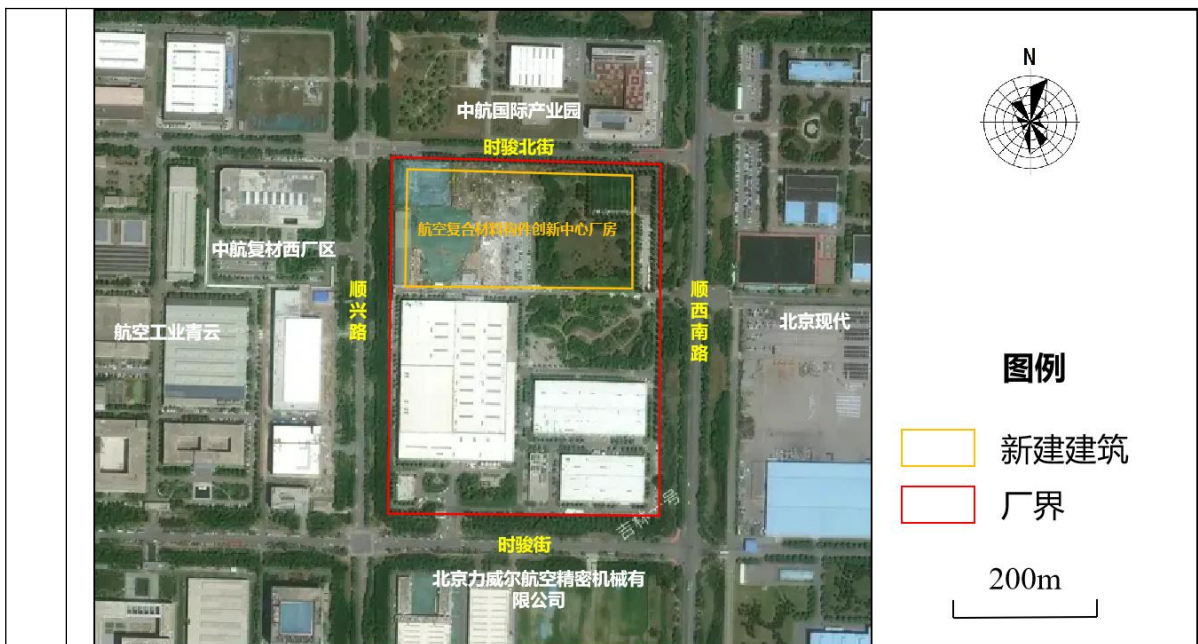 N
中航国际产业园
时骏北街
航空复合材料构件创新中心厂房
中航复材西厂区
顺兴路
顺西南路
航空工业青云
北京现代
图例
新建建筑
厂界
200m
吉林一号
时骏街
北京力威尔航空精密机械有
限公司